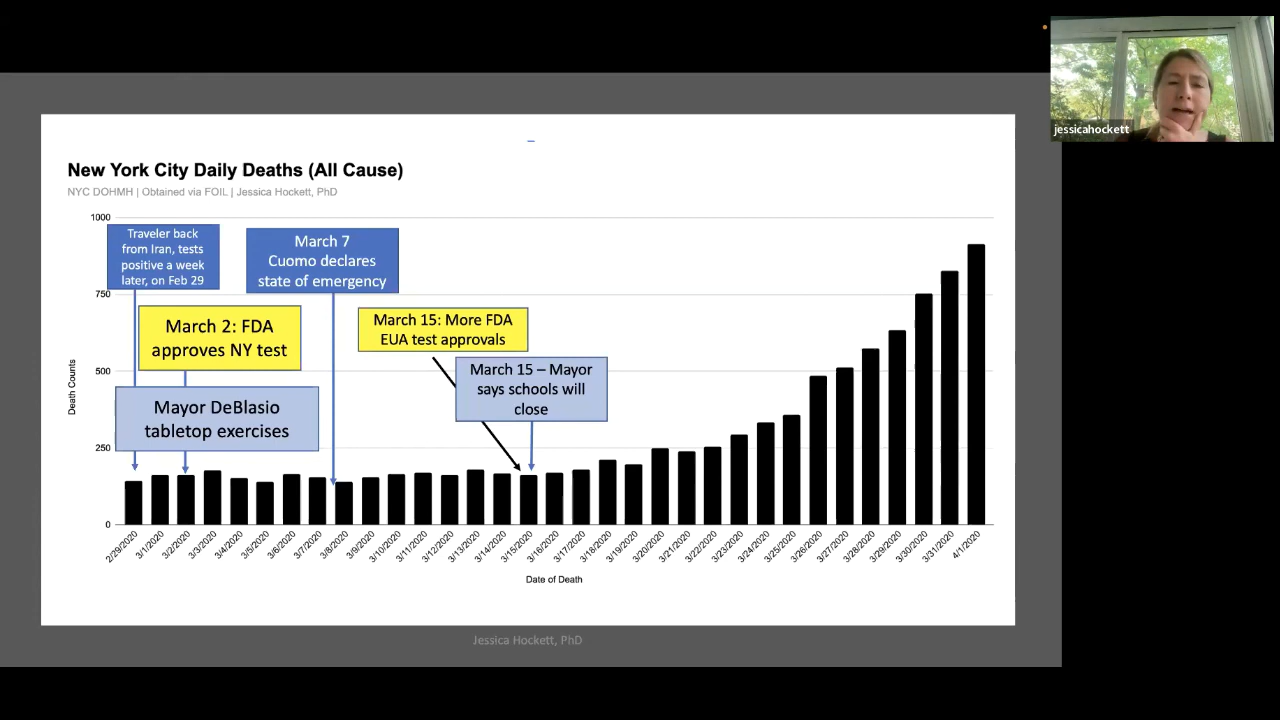 jessicahockett
New York City Daily Deaths (All Cause)
NYC DOHMH | Obtained via FOIL | Jessica Hockett, PhD
1000
750
500
250
0
Death Counts
Traveler back
from Iran, tests
positive a week
later, on Feb 29
March 7
Cuomo declares
state of emergency
March 2: FDA
approves NY test
March 15: More FDA
EUA test approvals
Mayor DeBlasio
tabletop exercises
March 15 – Mayor
says schools will
close
2/29/2020
3/1/2020
3/2/2020
3/3/2020
3/4/2020
3/5/2020
3/6/2020
3/7/2020
3/8/2020
3/9/2020
3/10/2020
3/11/2020
3/12/2020
3/13/2020
3/14/2020
3/15/2020
3/16/2020
3/17/2020
3/18/2020
3/19/2020
3/20/2020
3/21/2020
3/22/2020
3/23/2020
3/24/2020
3/25/2020
3/26/2020
3/27/2020
3/28/2020
3/29/2020
3/30/2020
3/31/2020
4/1/2020
Date of Death
Jessica Hockett, PhD